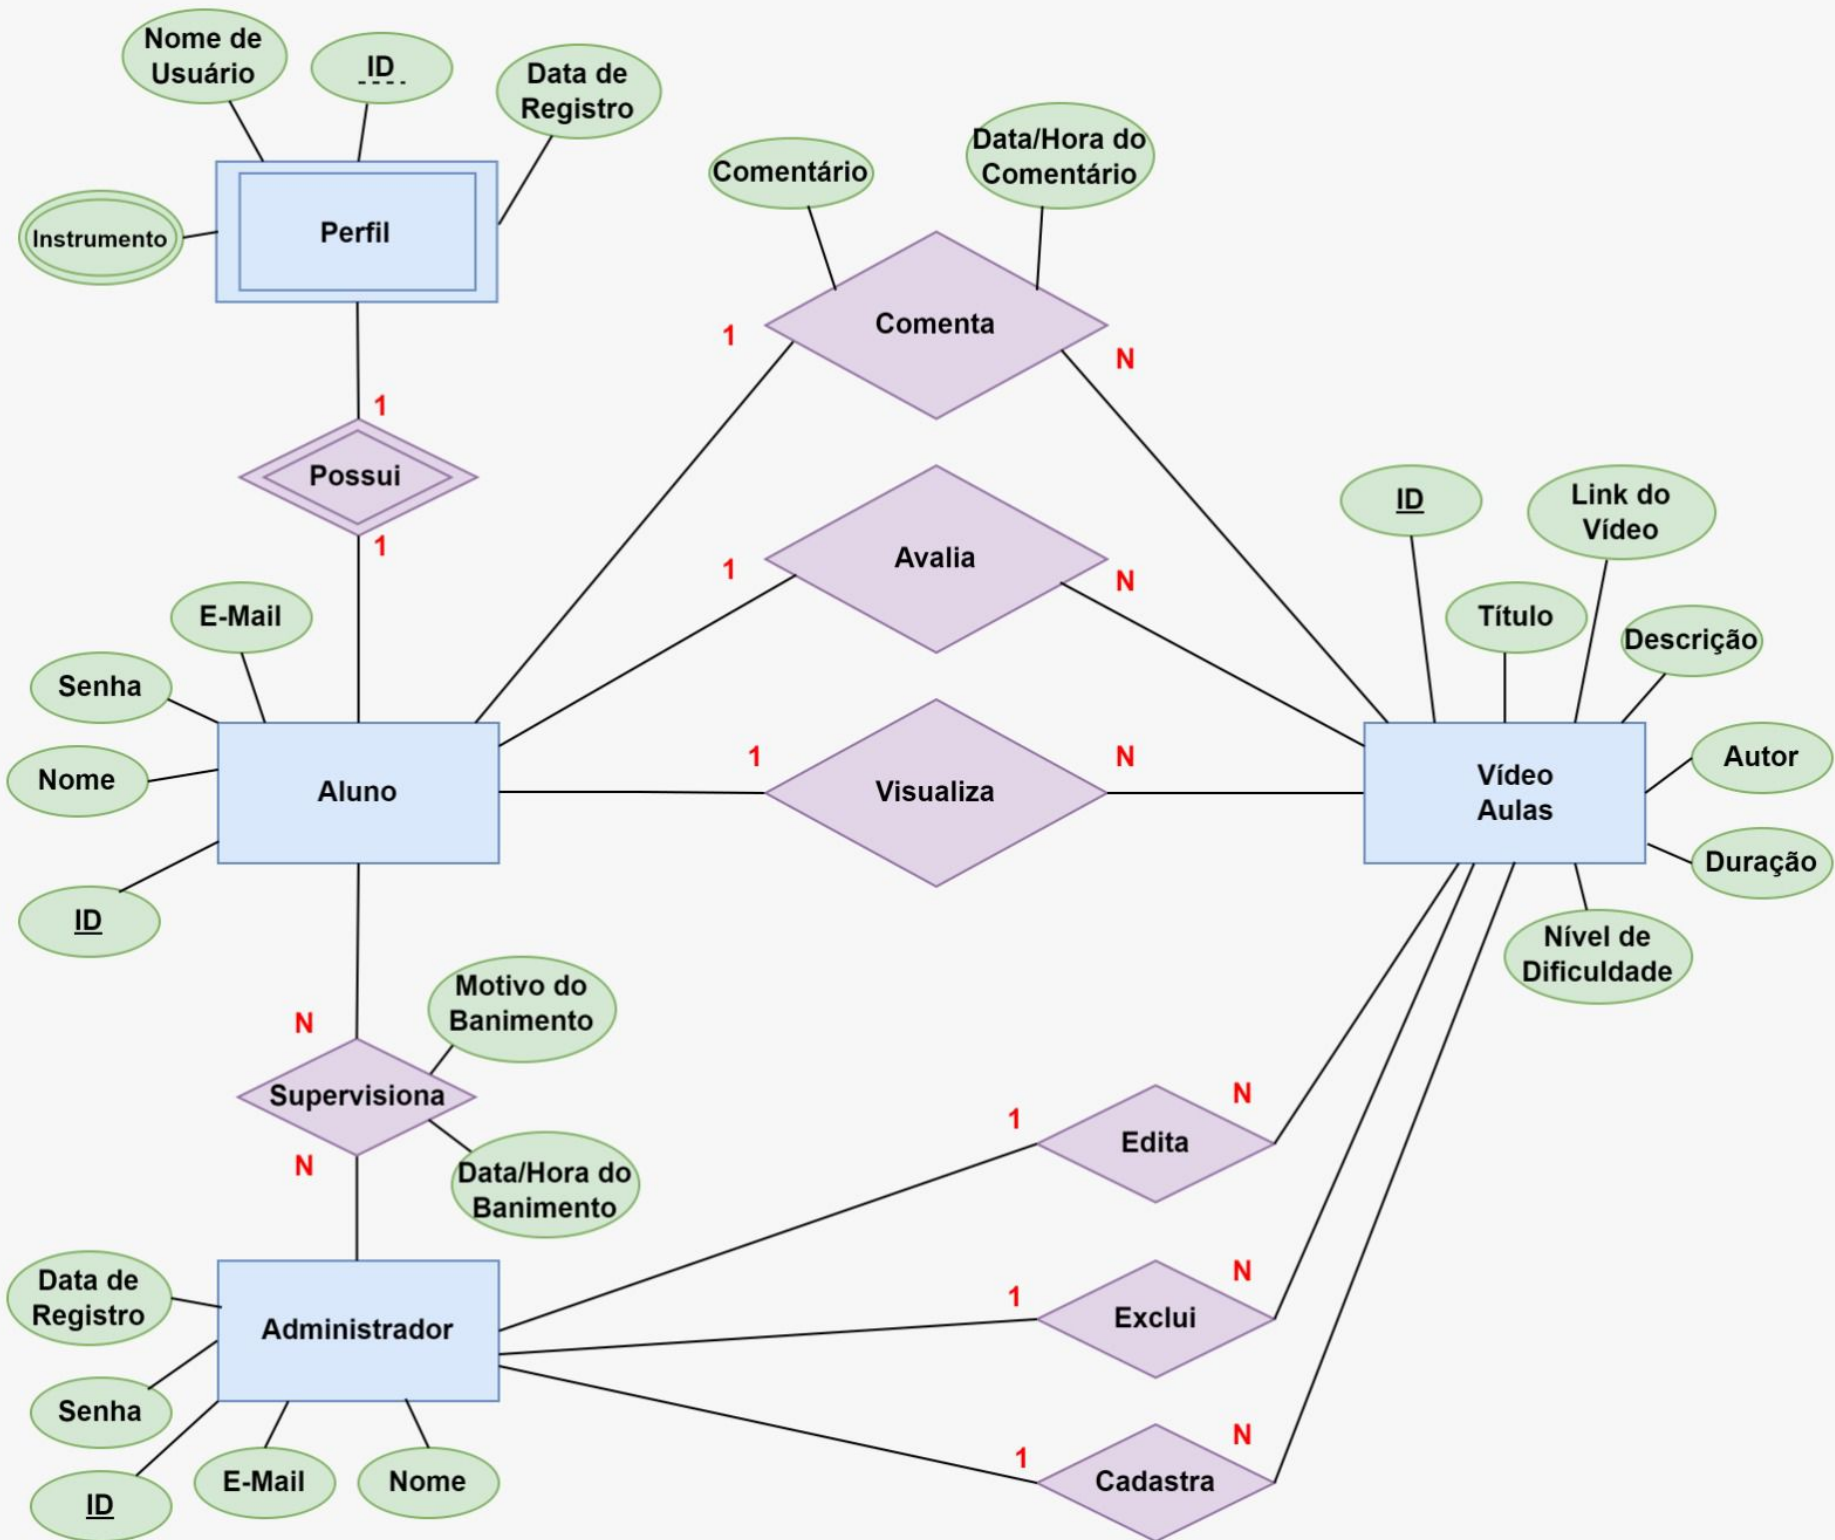 Nome de
Usuário
ID
Data de
Registro
Instrumento
Perfil
Comentário
Data/Hora do
Comentário
Comenta
1
N
1
Possui
1
Avalia
1
N
ID
Link do
Vídeo
Título
Descrição
E-Mail
Senha
Nome
Aluno
ID
1
Visualiza
N
Vídeo
Aulas
Autor
Duração
Nível de
Dificuldade
N
Motivo do
Banimento
Supervisiona
N
Data/Hora do
Banimento
1
Edita
N
Data de
Registro
Administrador
Senha
ID
E-Mail
Nome
1
Exclui
N
1
Cadastra
N